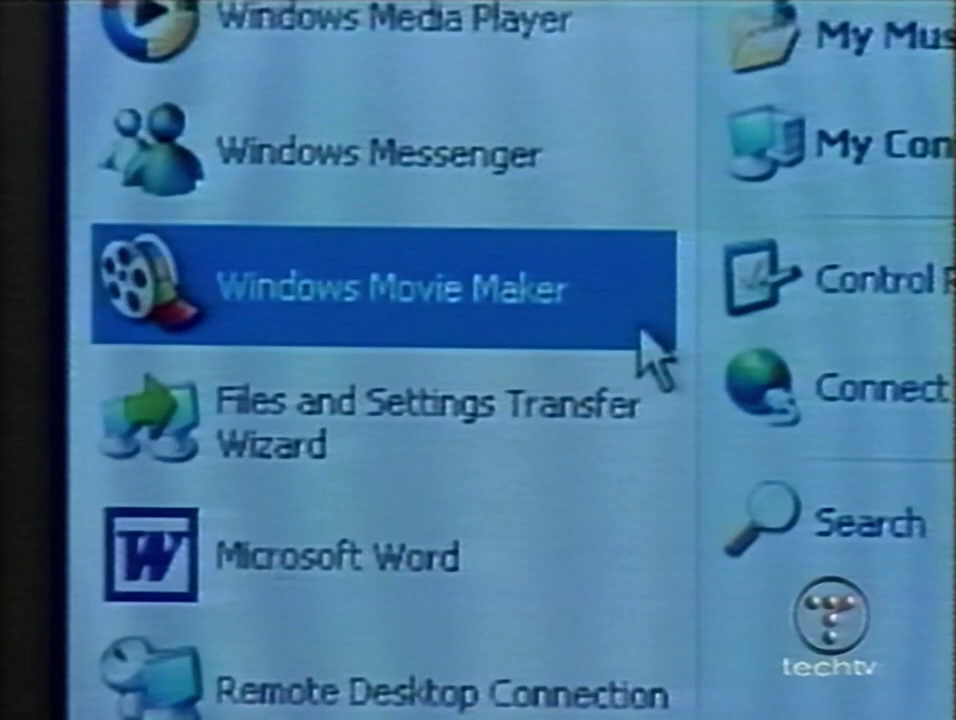 Windows Media Player
Windows Messenger
Windows Movie Maker
Files and Settings Transfer
Wizard
Microsoft Word
Remote Desktop Connection
My Mus
My Com
Control P
Connect
Search
techtv